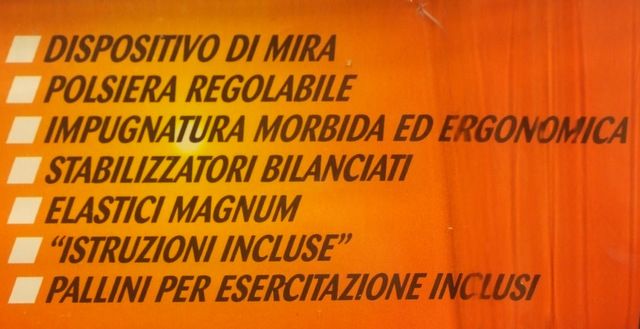 DISPOSITIVO DI MIRA
POLSIERA REGOLABILE
IMPUGNATURA MORBIDA ED ERGONOMICA
STABILIZZATORI BILANCIATI
ELASTICI MAGNUM
"ISTRUZIONI INCLUSE"
PALLINI PER ESERCITAZIONE INCLUSI